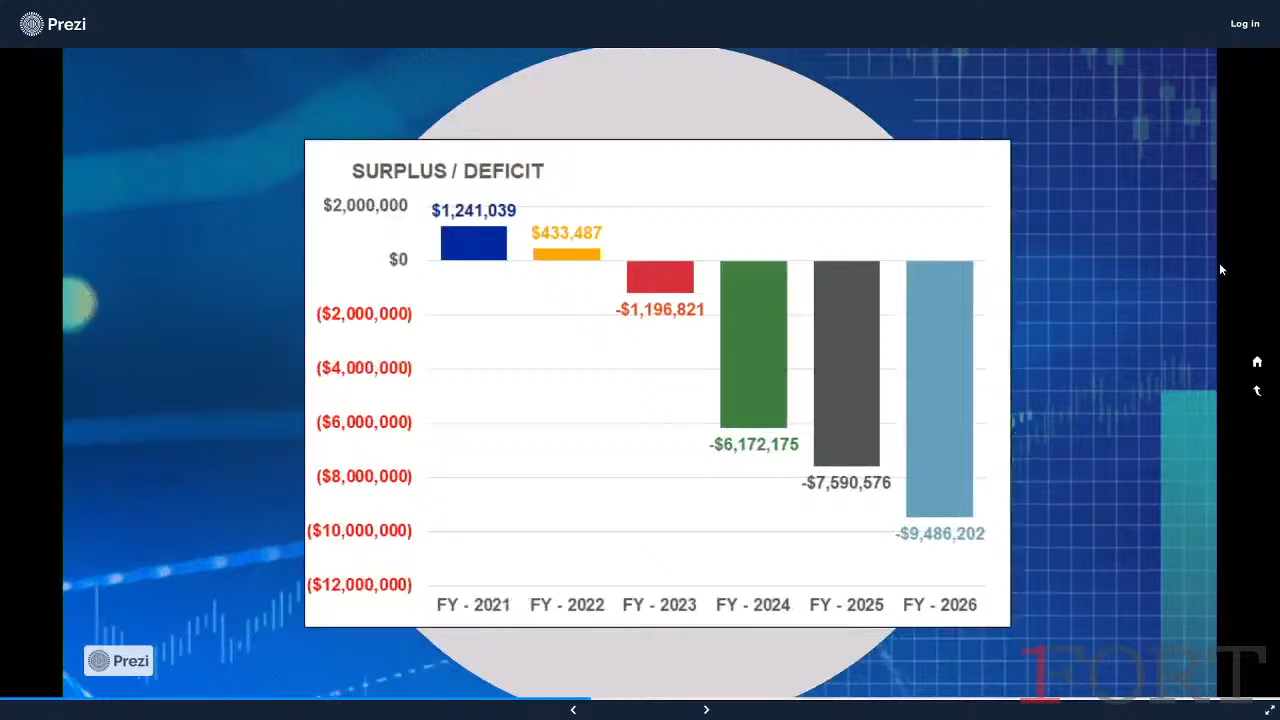 Prezi
Log in
SURPLUS / DEFICIT
$2,000,000
$1,241,039
$433,487
$0
-$1,196,821
($2,000,000)
($4,000,000)
($6,000,000)
-$6,172,175
($8,000,000)
-$7,590,576
($10,000,000)
-$9,486,202
($12,000,000)
FY - 2021 FY - 2022 FY - 2023 FY - 2024 FY - 2025 FY - 2026
Prezi
1FORT